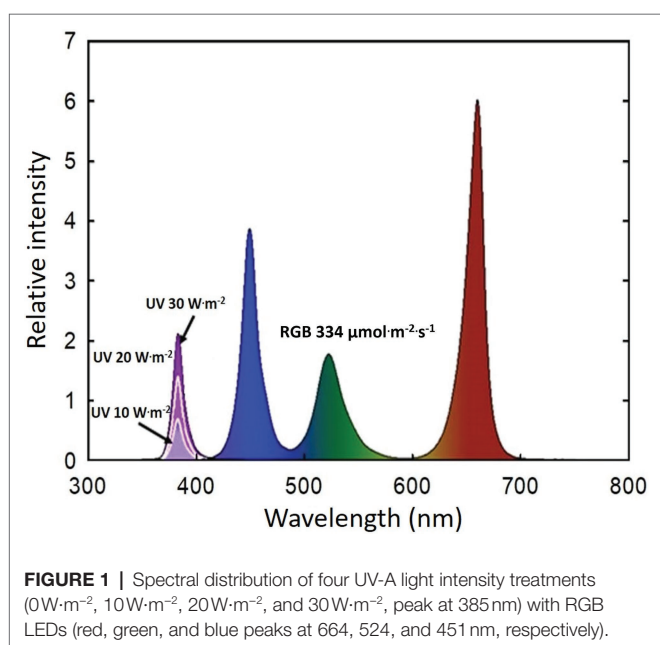 7
6
5
4
3
2
1
0
Relative intensity
UV 30 W·m-2
UV 20 W·m-2
UV 10 W·m-2
RGB 334 µmol·m-2·s-1
300 400 500 600 700 800
Wavelength (nm)
FIGURE 1 | Spectral distribution of four UV-A light intensity treatments
(0 W·m−2, 10 W·m−2, 20 W·m−2, and 30 W·m−2, peak at 385 nm) with RGB
LEDs (red, green, and blue peaks at 664, 524, and 451 nm, respectively).